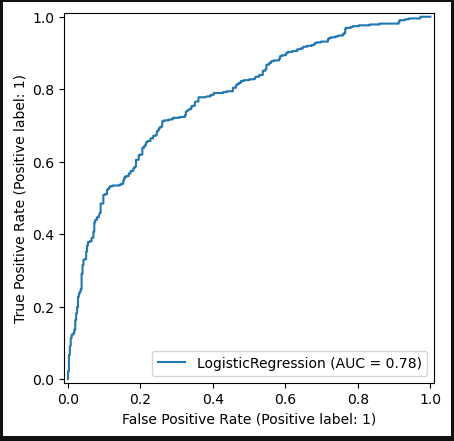 1.0
0.8
0.6
0.4
0.2
0.0
True Positive Rate (Positive label: 1)
LogisticRegression (AUC = 0.78)
0.0 0.2 0.4 0.6 0.8 1.0
False Positive Rate (Positive label: 1)